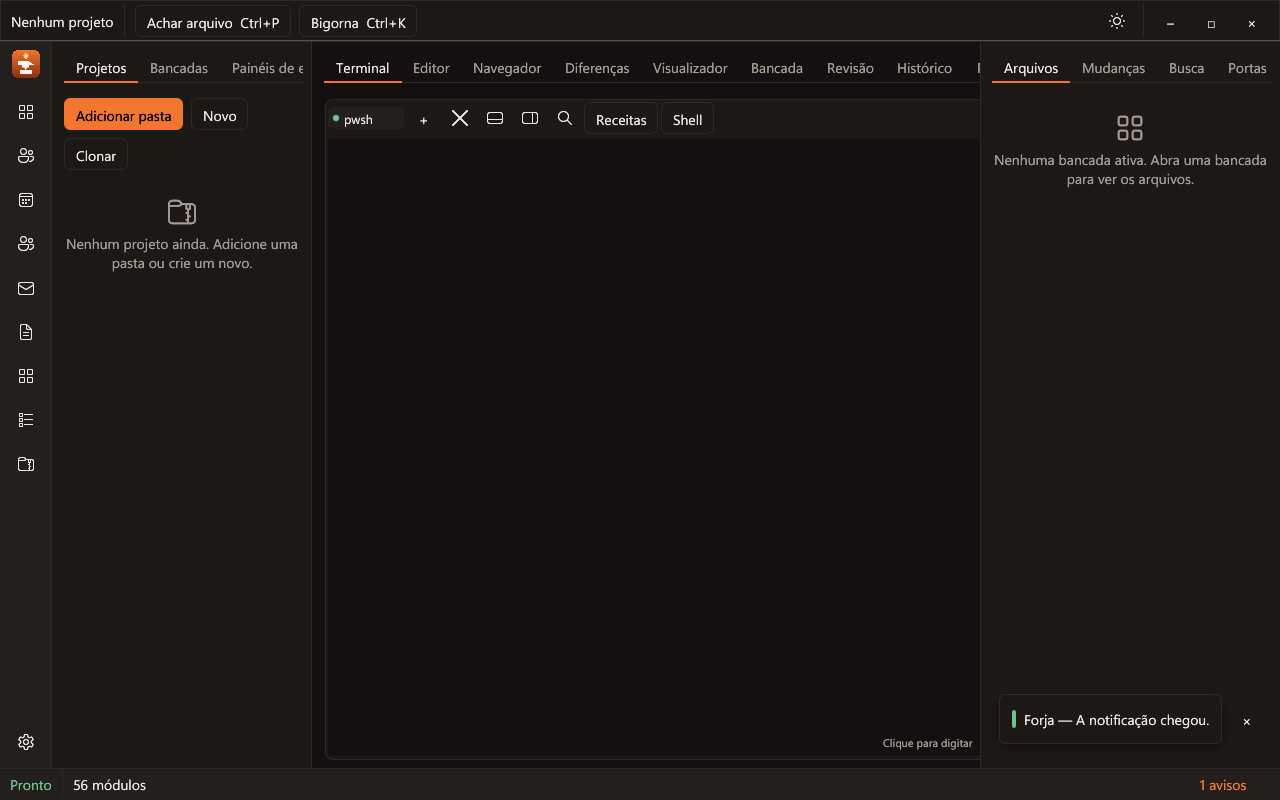 Nenhum projeto
Achar arquivo Ctrl+P
Bigorna Ctrl+K
Projetos
Bancadas
Painéis de e
Adicionar pasta
Novo
Clonar
Nenhum projeto ainda. Adicione uma
pasta ou crie um novo.
Terminal
Editor
Navegador
Diferenças
Visualizador
Bancada
Revisão
Histórico
pwsh
Receitas
Shell
Clique para digitar
Arquivos
Mudanças
Busca
Portas
Nenhuma bancada ativa. Abra uma bancada
para ver os arquivos.
Forja — A notificação chegou.
Pronto
56 módulos
1 avisos